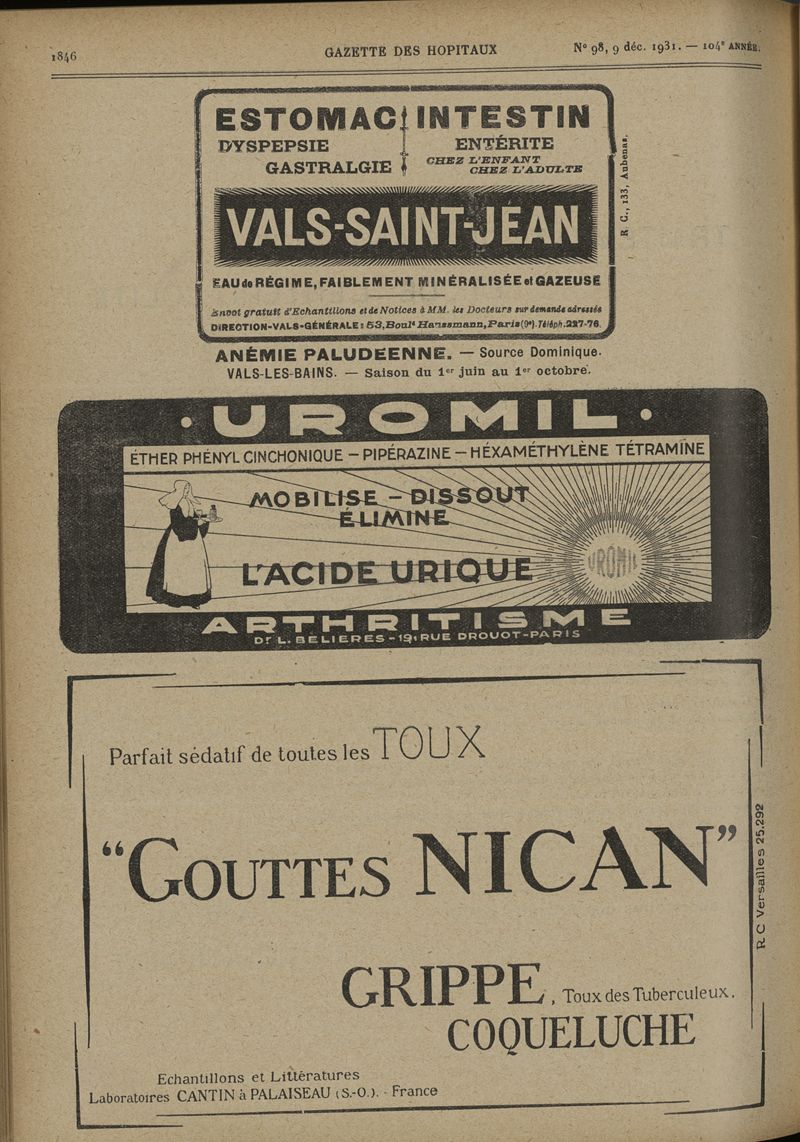 1846
GAZETTE DES HOPITAUX
N° 98, 9 déc. 1931. — 104e ANNÉE.
ESTOMAC INTESTIN
DYSPEPSIE
GASTRALGIE
ENTÉRITE
CHEZ L'ENFANT
CHEZ L'ADULTE
VALS-SAINT-JEAN
EAU de RÉGIME, FAIBLEMENT MINÉRALISÉE et GAZEUSE
Envoi gratuit d'Echantillons et de Notices à MM. les Docteurs sur demande adressée
DIRECTION-VALS-GÉNÉRALE: 53, Boulᵈ Haussmann, Paris (9ᵉ). Téléph. 227-76.
R. C., 133, Aubenas.
ANÉMIE PALUDÉENNE. — Source Dominique.
VALS-LES-BAINS. — Saison du 1er juin au 1er octobre.
· UROMIL ·
ÉTHER PHÉNYL CINCHONIQUE – PIPÉRAZINE – HÉXAMÉTHYLÈNE TÉTRAMINE
MOBILISE – DISSOUT
ÉLIMINE
L'ACIDE URIQUE
UROMIL
ARTHRITISME
Dr L. BELIERES - 19, RUE DROUOT - PARIS
Parfait sédatif de toutes les TOUX
“GOUTTES NICAN”
GRIPPE, Toux des Tuberculeux.
COQUELUCHE
Echantillons et Littératures
Laboratoires CANTIN à PALAISEAU (S.-O.). - France
R C Versailles 25.292